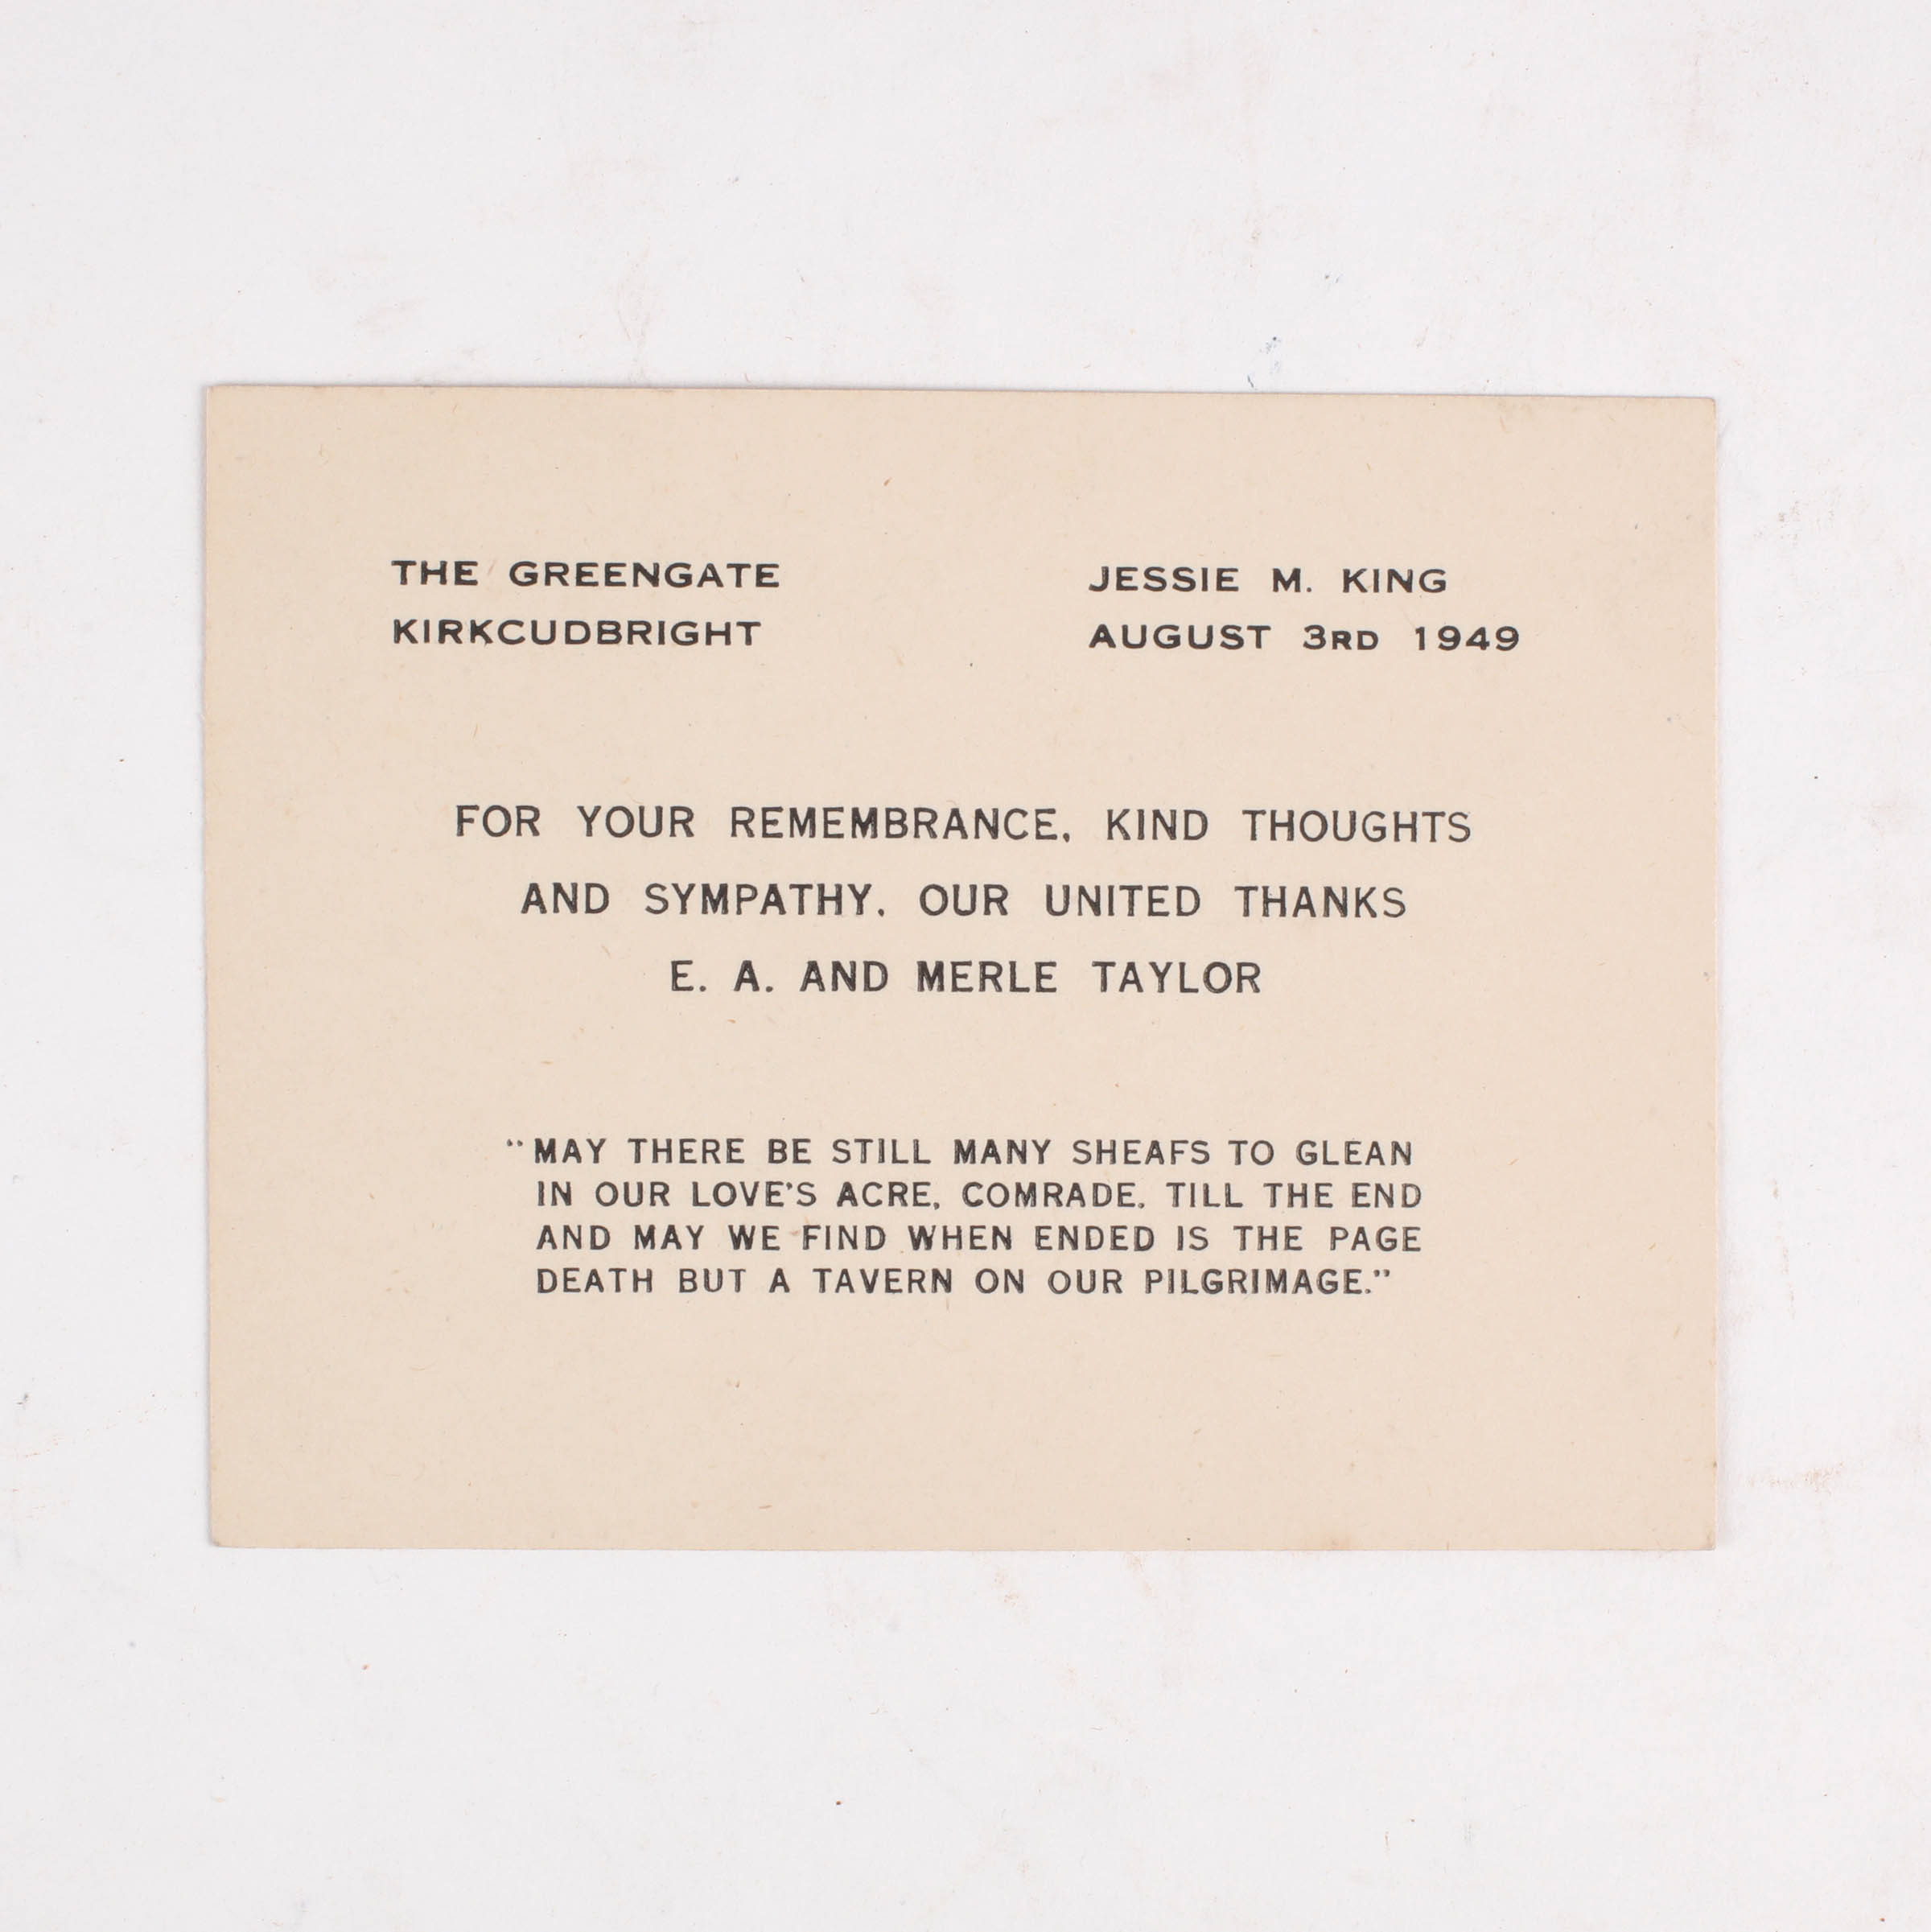 THE GREENGATE
KIRKCUDBRIGHT
JESSIE M. KING
AUGUST 3RD 1949
FOR YOUR REMEMBRANCE, KIND THOUGHTS
AND SYMPATHY. OUR UNITED THANKS
E. A. AND MERLE TAYLOR
"MAY THERE BE STILL MANY SHEAFS TO GLEAN
IN OUR LOVE'S ACRE, COMRADE. TILL THE END
AND MAY WE FIND WHEN ENDED IS THE PAGE
DEATH BUT A TAVERN ON OUR PILGRIMAGE."